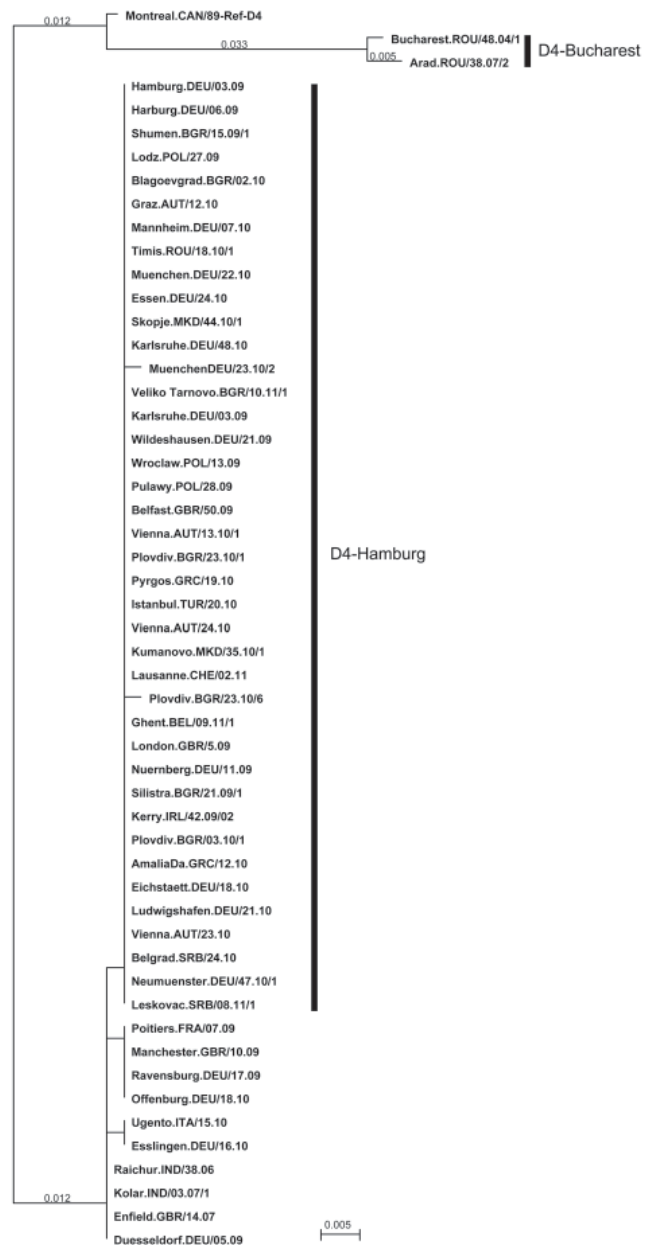 0.012
Montreal.CAN/89-Ref-D4
0.033
Bucharest.ROU/48.04/1
0.005
Arad.ROU/38.07/2
D4-Bucharest
Hamburg.DEU/03.09
Harburg.DEU/06.09
Shumen.BGR/15.09/1
Lodz.POL/27.09
Blagoevgrad.BGR/02.10
Graz.AUT/12.10
Mannheim.DEU/07.10
Timis.ROU/18.10/1
Muenchen.DEU/22.10
Essen.DEU/24.10
Skopje.MKD/44.10/1
Karlsruhe.DEU/48.10
MuenchenDEU/23.10/2
Veliko Tarnovo.BGR/10.11/1
Karlsruhe.DEU/03.09
Wildeshausen.DEU/21.09
Wroclaw.POL/13.09
Pulawy.POL/28.09
Belfast.GBR/50.09
Vienna.AUT/13.10/1
Plovdiv.BGR/23.10/1
D4-Hamburg
Pyrgos.GRC/19.10
Istanbul.TUR/20.10
Vienna.AUT/24.10
Kumanovo.MKD/35.10/1
Lausanne.CHE/02.11
Plovdiv.BGR/23.10/6
Ghent.BEL/09.11/1
London.GBR/5.09
Nuernberg.DEU/11.09
Silistra.BGR/21.09/1
Kerry.IRL/42.09/02
Plovdiv.BGR/03.10/1
AmaliaDa.GRC/12.10
Eichstaett.DEU/18.10
Ludwigshafen.DEU/21.10
Vienna.AUT/23.10
Belgrad.SRB/24.10
Neumuenster.DEU/47.10/1
Leskovac.SRB/08.11/1
Poitiers.FRA/07.09
Manchester.GBR/10.09
Ravensburg.DEU/17.09
Offenburg.DEU/18.10
Ugento.ITA/15.10
Esslingen.DEU/16.10
Raichur.IND/38.06
0.012
Kolar.IND/03.07/1
Enfield.GBR/14.07
0.005
Duesseldorf.DEU/05.09